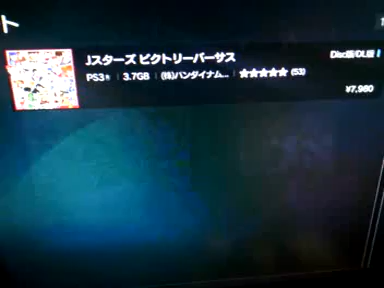 ト
Jスターズ ビクトリーバーサス
Disc版/DL版
PS3® | 3.7GB | (株)バンダイナム... | ★★★★★ (53)
¥7,980